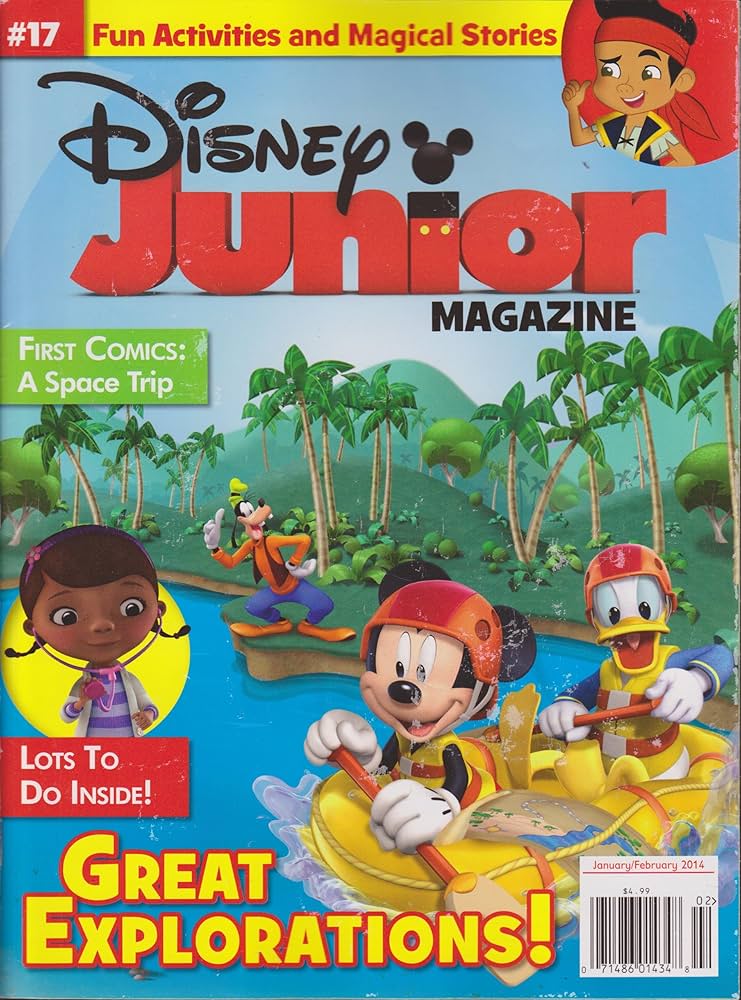 #17
Fun Activities and Magical Stories
Disney
Junior
MAGAZINE
First Comics:
A Space Trip
Lots To
Do Inside!
Great
Explorations!
January/February 2014
$4.99
02>
0 71486 01434 8